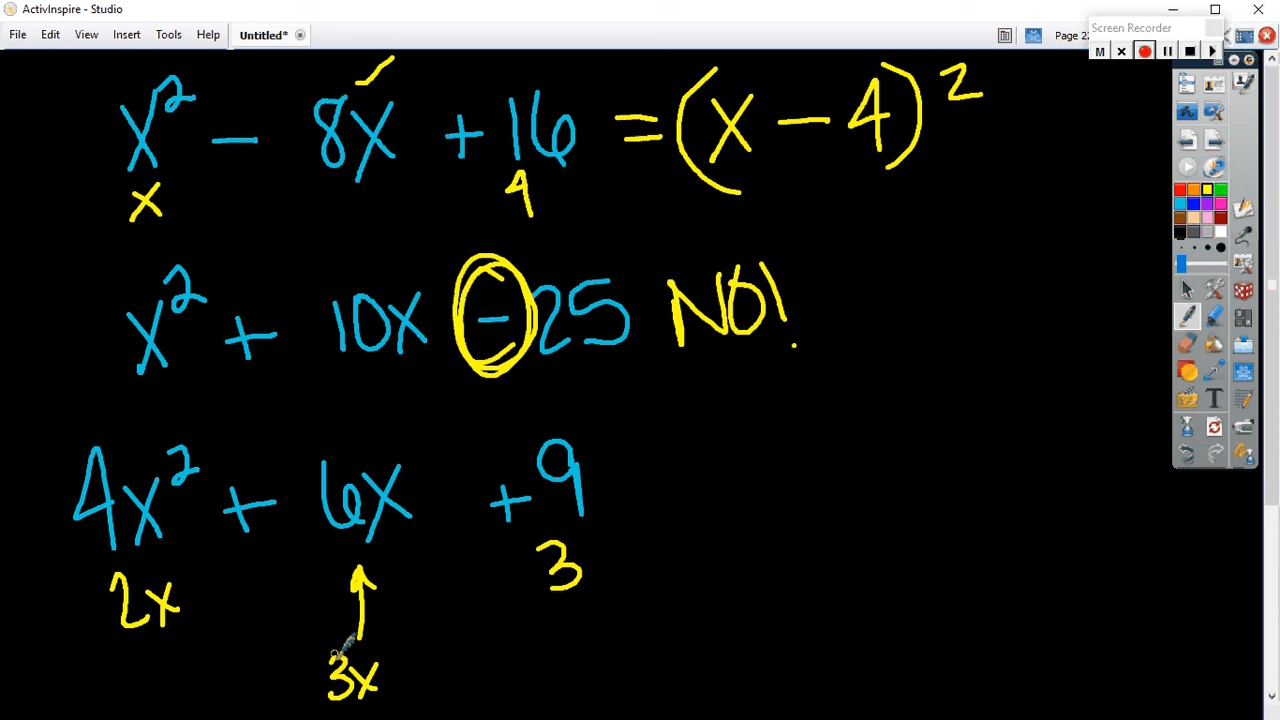 ActivInspire - Studio
File Edit View Insert Tools Help Untitled*
Screen Recorder
M
x² - 8x + 16 = (x - 4)²
x 4
x² + 10x - 25 NO!
4x² + 6x + 9
2x 3
3x